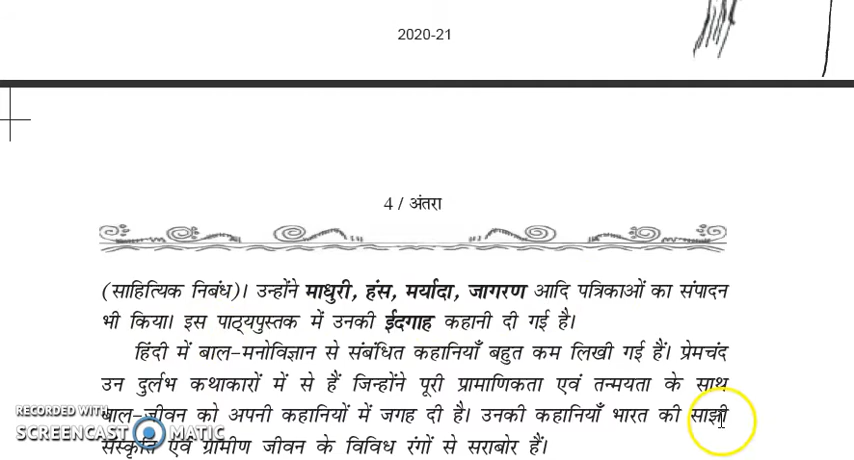 2020-21
4 / अंतरा
(साहित्यिक निबंध)। उन्होंने माधुरी, हंस, मर्यादा, जागरण आदि पत्रिकाओं का संपादन
भी किया। इस पाठ्यपुस्तक में उनकी ईदगाह कहानी दी गई है।
हिंदी में बाल-मनोविज्ञान से संबंधित कहानियाँ बहुत कम लिखी गई हैं। प्रेमचंद
उन दुर्लभ कथाकारों में से हैं जिन्होंने पूरी प्रामाणिकता एवं तन्मयता के साथ
बाल-जीवन को अपनी कहानियों में जगह दी है। उनकी कहानियाँ भारत की साझी
संस्कृति एवं ग्रामीण जीवन के विविध रंगों से सराबोर हैं।
RECORDED WITH
SCREENCAST MATIC